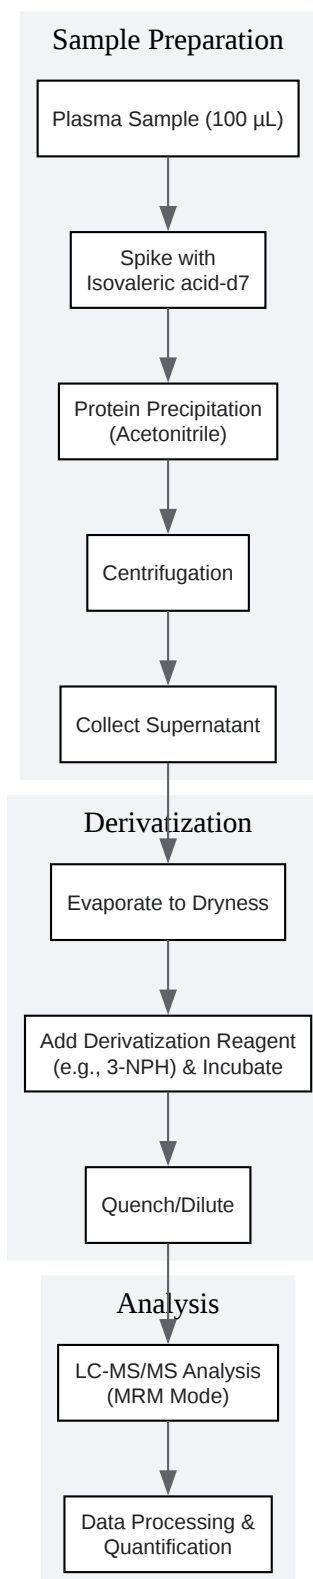 Sample Preparation
Plasma Sample (100 µL)
Spike with
Isovaleric acid-d7
Protein Precipitation
(Acetonitrile)
Centrifugation
Collect Supernatant
Derivatization
Evaporate to Dryness
Add Derivatization Reagent
(e.g., 3-NPH) & Incubate
Quench/Dilute
Analysis
LC-MS/MS Analysis
(MRM Mode)
Data Processing &
Quantification